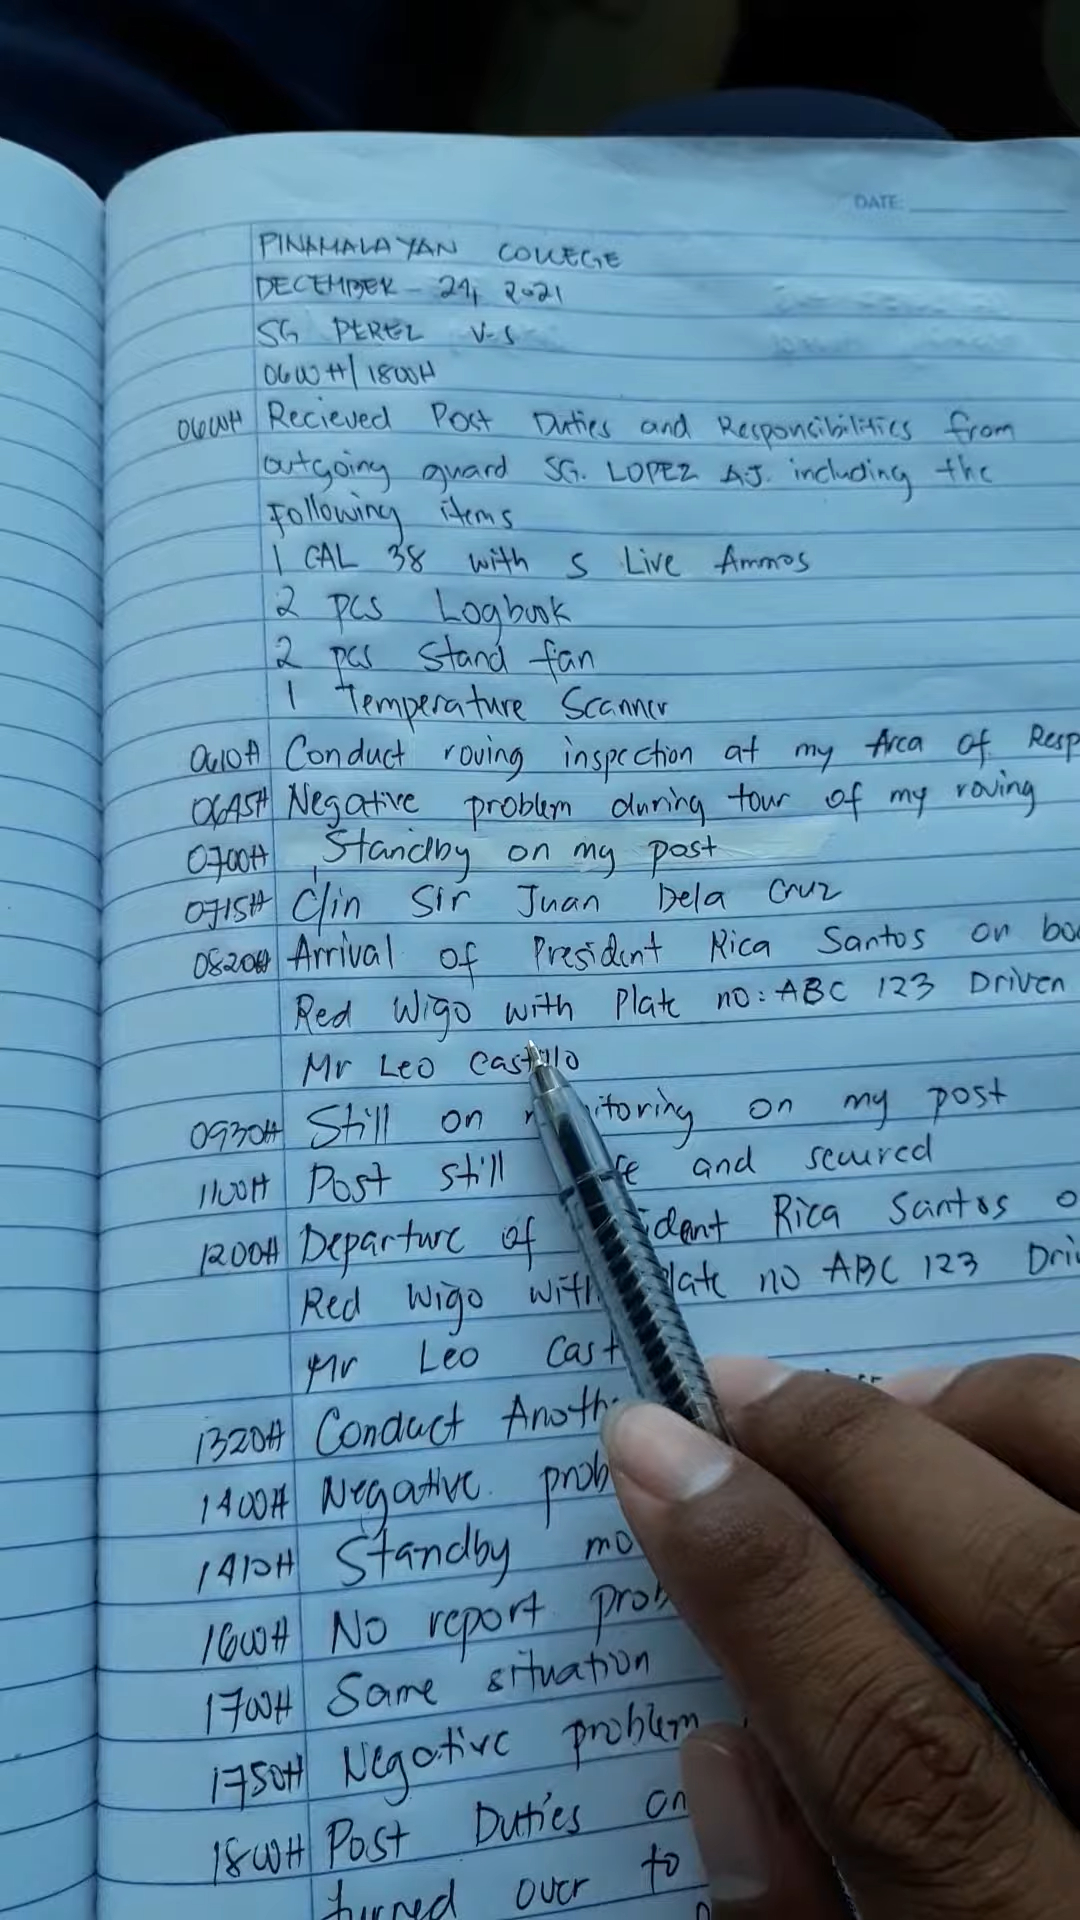 DATE:
PINAMALAYAN COLLEGE
DECEMBER - 24, 2021
SG PEREZ V-S
0600H/1800H
0600H Recieved Post Duties and Responcibilities from
outgoing guard SG. LOPEZ A.J. including the
Following items
1 CAL 38 with 5 Live Ammos
2 pcs Logbook
2 pcs Stand fan
1 Temperature Scanner
0610H Conduct roving inspection at my Area of Resp
0645H Negative problem during tour of my roving
0700H Standby on my post
0715H C/in Sir Juan Dela Cruz
0820H Arrival of President Rica Santos on
Red Wigo with Plate no: ABC 123 Driven
Mr Leo Castillo
0930H Still on on my post
1100H Post still and secured
1200H Departure of Rica Santos
Red Wigo with no ABC 123
Mr Leo
1320H Conduct
1400H Negative
1410H Standby
1600H No report
1700H Same situation
1750H Negative problem
1800H Post Duties
turned over to